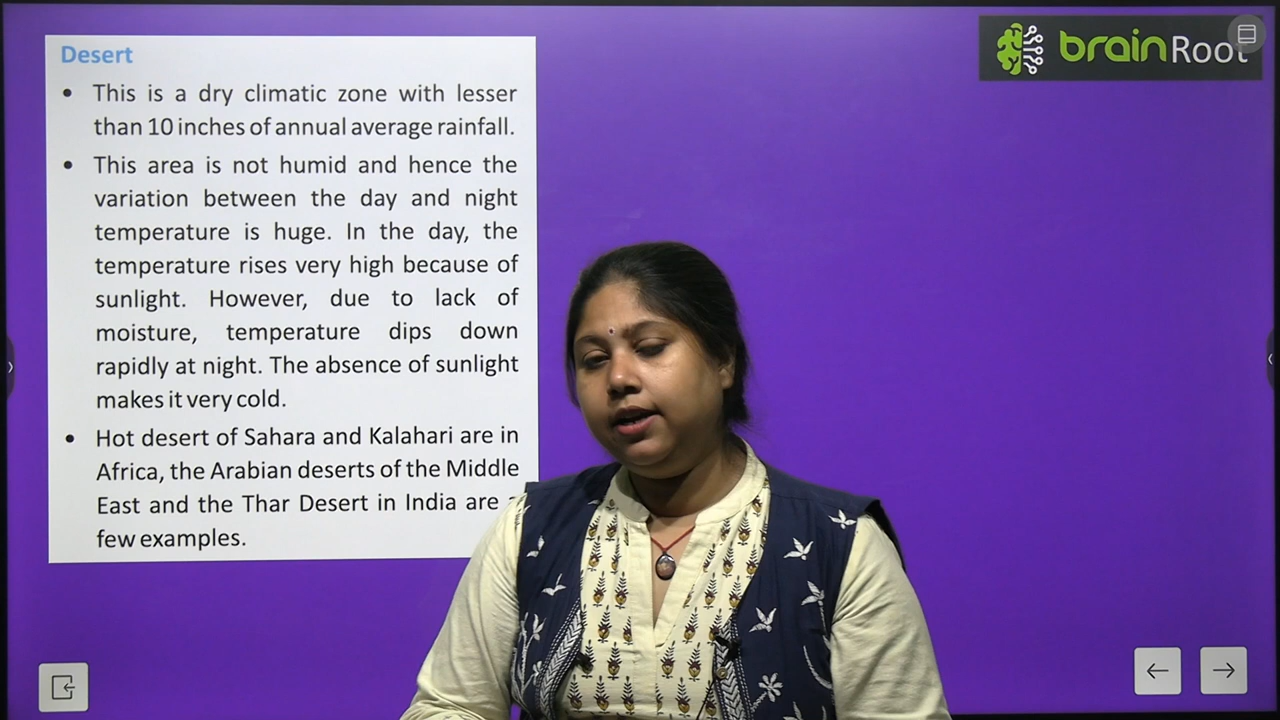 Desert
• This is a dry climatic zone with lesser
than 10 inches of annual average rainfall.
• This area is not humid and hence the
variation between the day and night
temperature is huge. In the day, the
temperature rises very high because of
sunlight. However, due to lack of
moisture, temperature dips down
rapidly at night. The absence of sunlight
makes it very cold.
• Hot desert of Sahara and Kalahari are in
Africa, the Arabian deserts of the Middle
East and the Thar Desert in India are a
few examples.
brainRoot